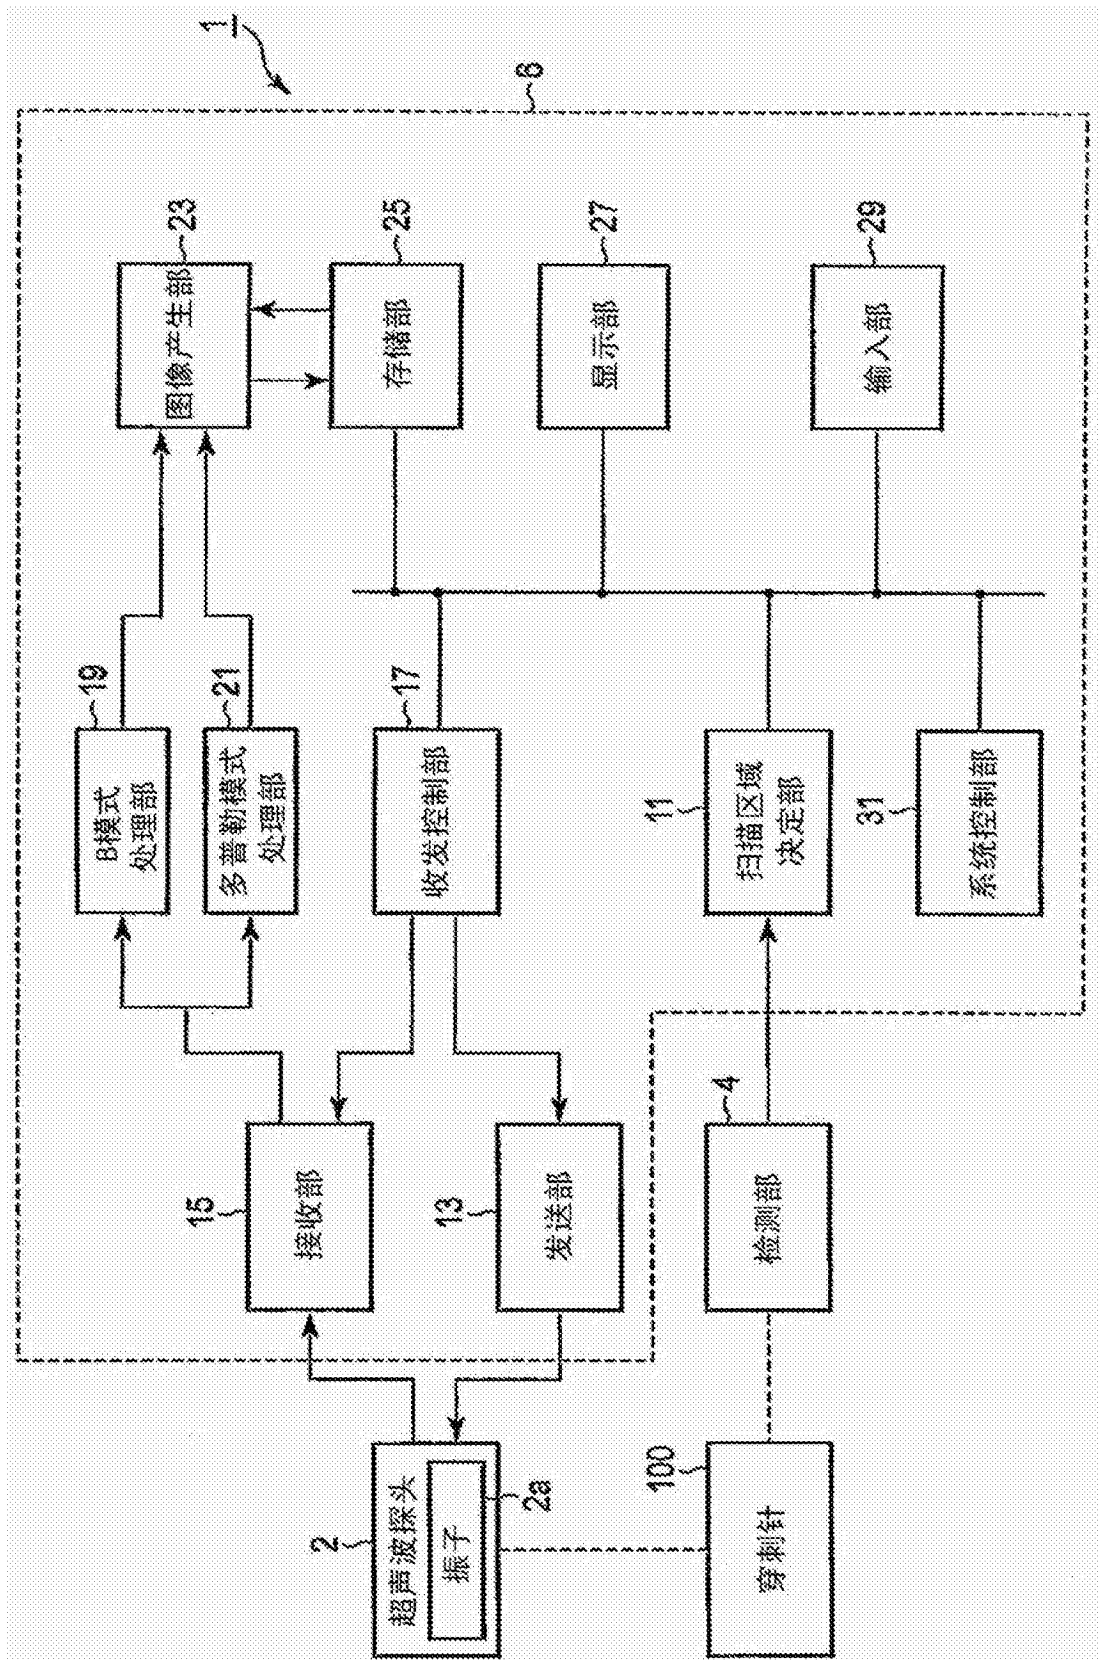 1
6
超声波探头
2
振子
2a
穿刺针
100
接收部
15
发送部
13
检测部
4
B模式
处理部
19
多普勒模式
处理部
21
收发控制部
17
扫描区域
决定部
11
系统控制部
31
图像产生部
23
存储部
25
显示部
27
输入部
29